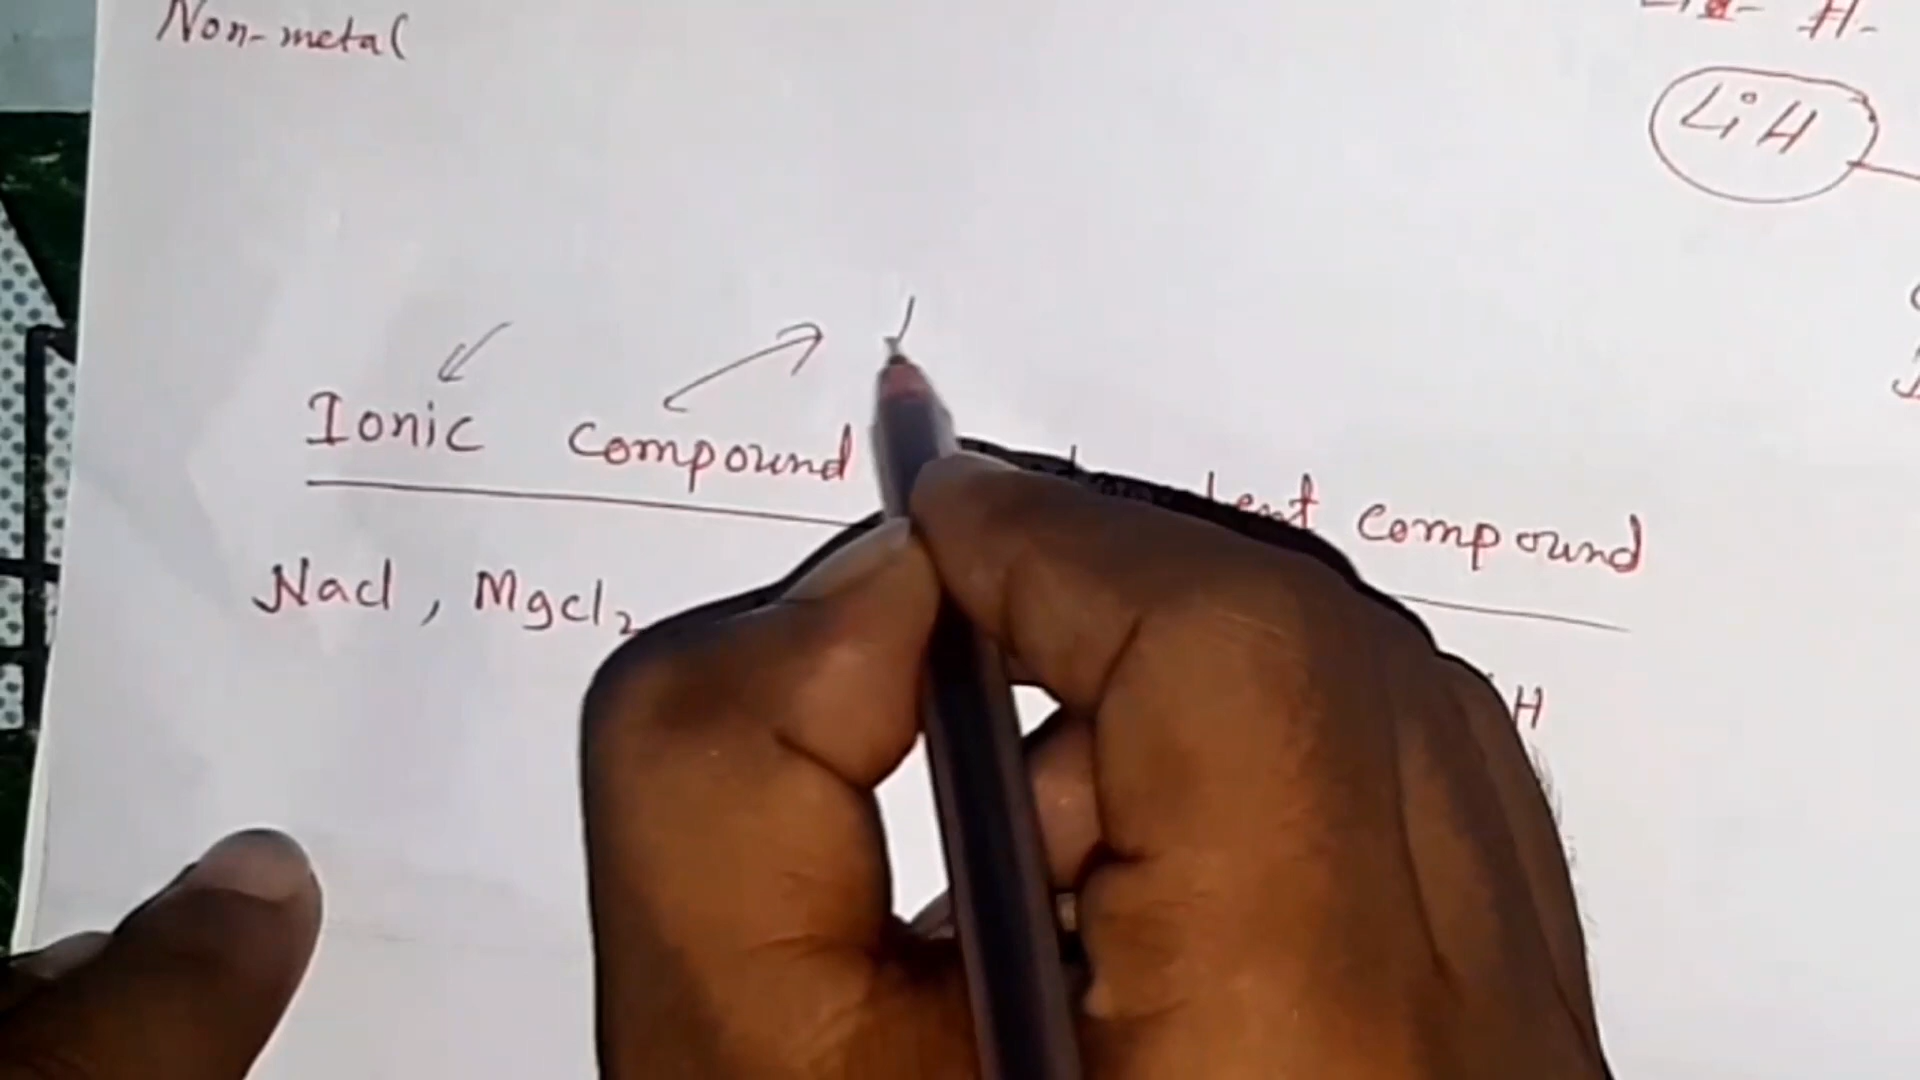 Non-metal
H-
LiH
Ionic compound
compound
Nacl, Mgcl₂
H